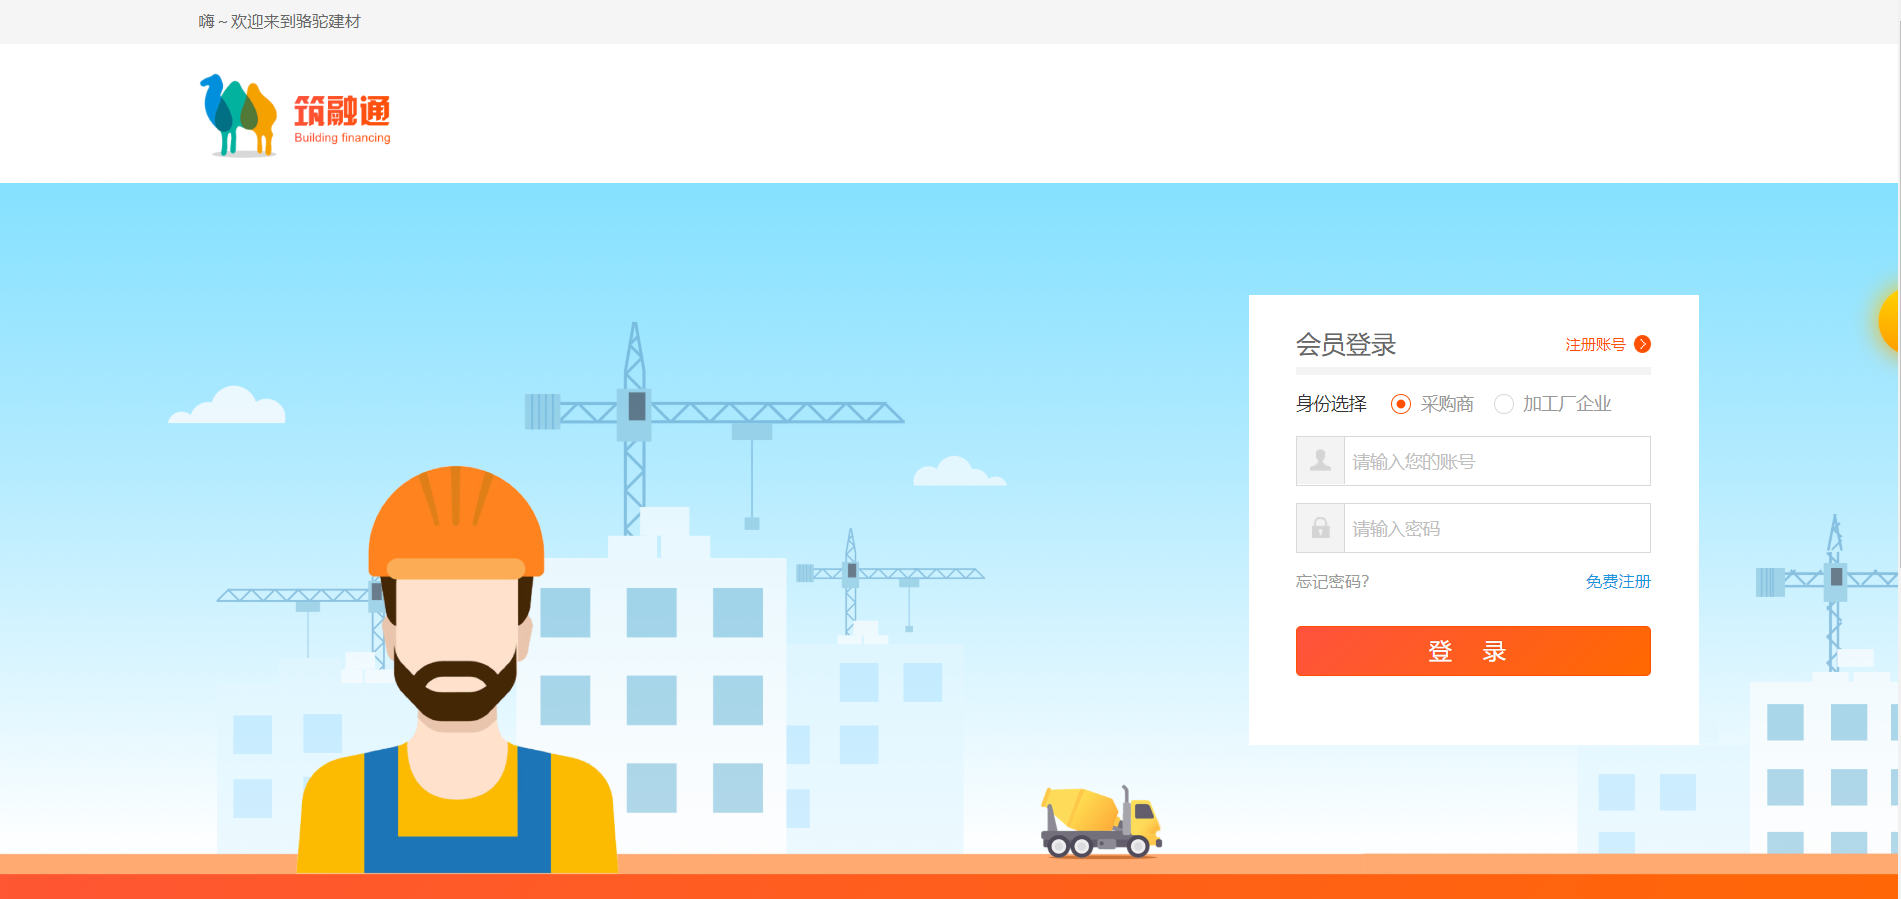 嗨～欢迎来到骆驼建材
筑融通
Building financing
会员登录 注册账号
身份选择 采购商 加工厂企业
请输入您的账号
请输入密码
忘记密码? 免费注册
登 录